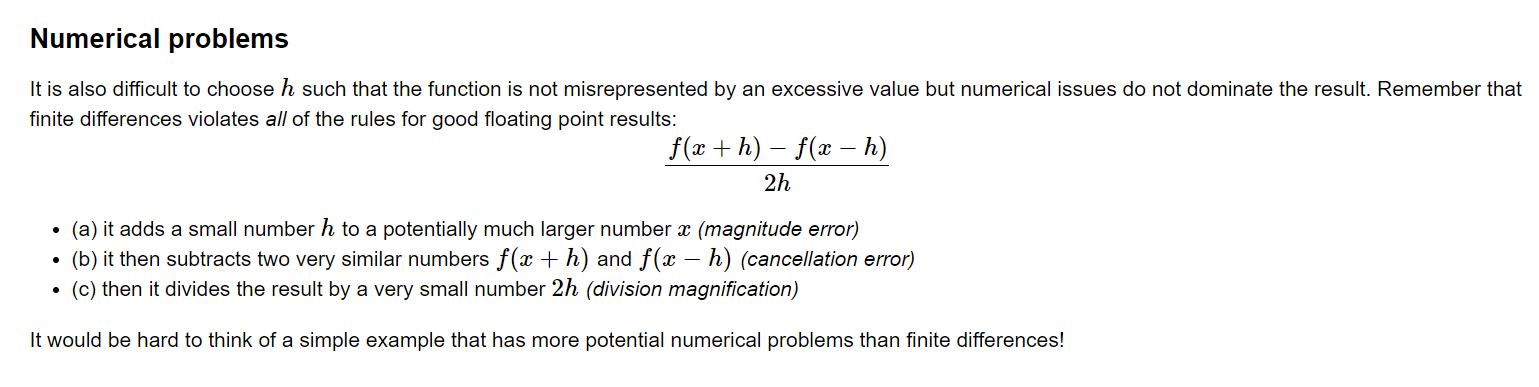 Numerical problems
It is also difficult to choose h such that the function is not misrepresented by an excessive value but numerical issues do not dominate the result. Remember that
finite differences violates all of the rules for good floating point results:
f(x + h) − f(x − h)
2h
• (a) it adds a small number h to a potentially much larger number x (magnitude error)
• (b) it then subtracts two very similar numbers f(x + h) and f(x − h) (cancellation error)
• (c) then it divides the result by a very small number 2h (division magnification)
It would be hard to think of a simple example that has more potential numerical problems than finite differences!